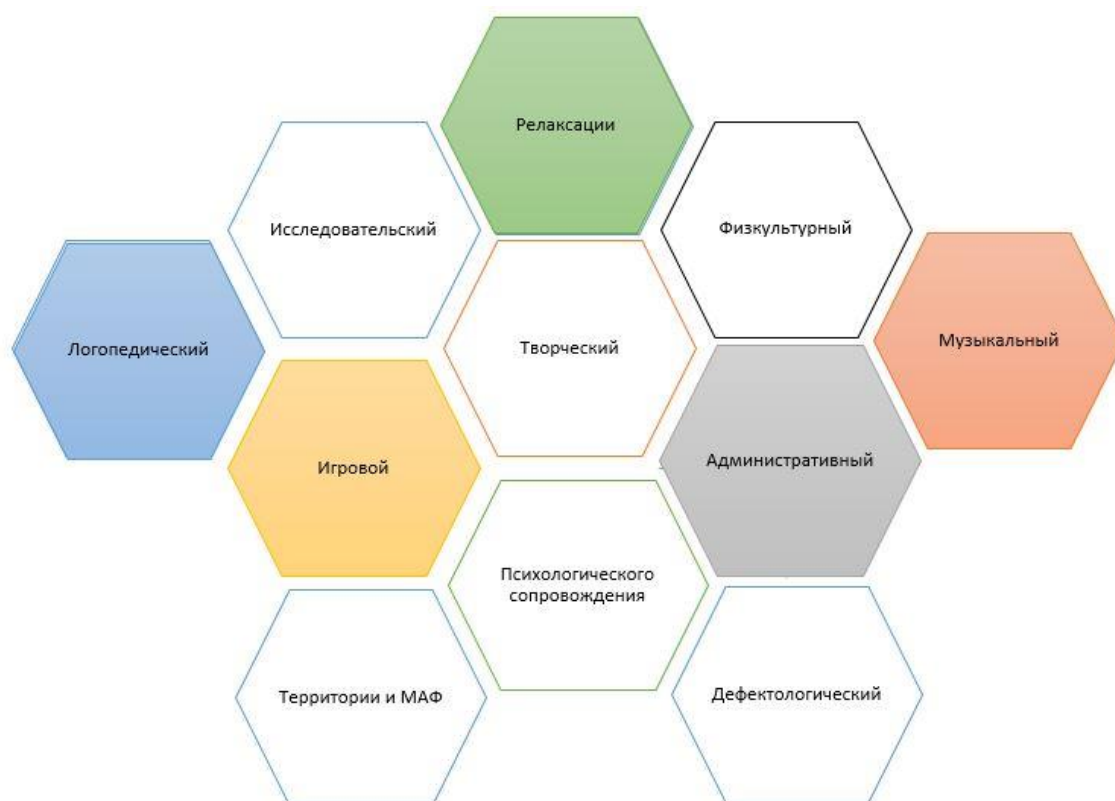 Релаксации
Исследовательский
Физкультурный
Логопедический
Творческий
Музыкальный
Игровой
Административный
Психологического
сопровождения
Территории и МАФ
Дефектологический